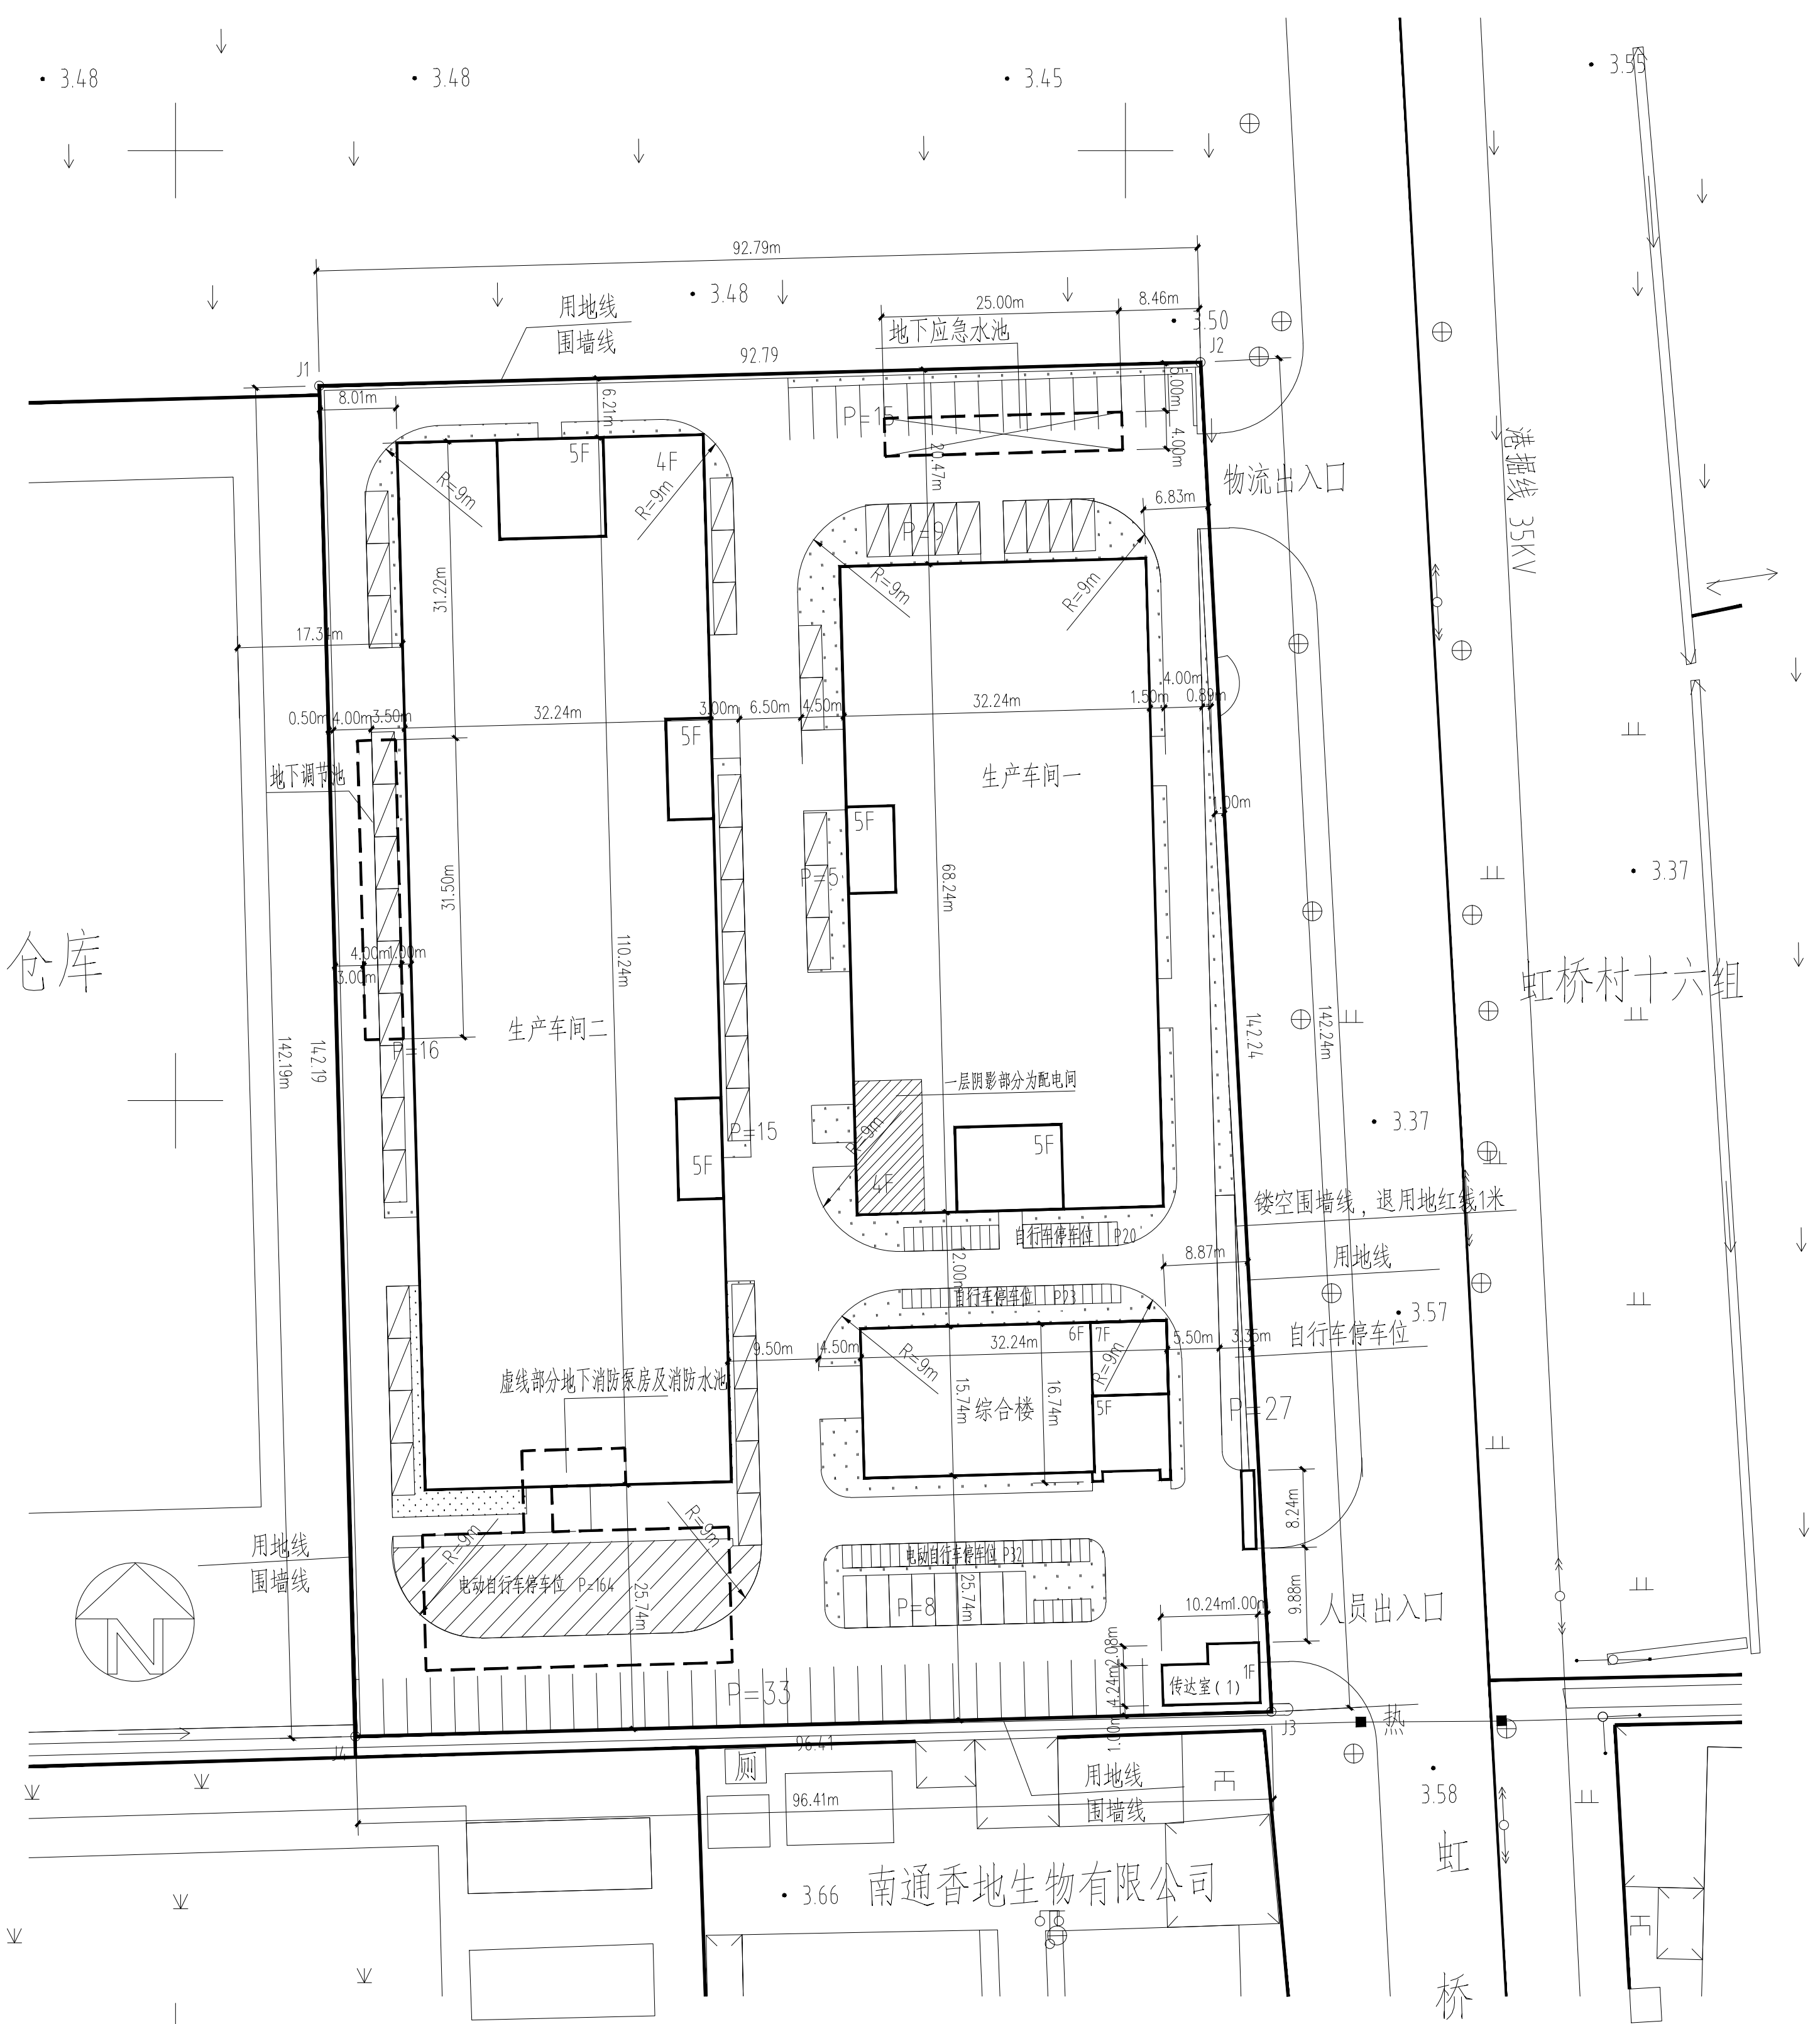 3.48
3.48
3.45
3.55
92.79m
3.48
用地线
围墙线
25.00m
8.46m
地下应急水池
3.50
J2
92.79
J1
8.01m
6.21m
5.00m
P=15
4.00m
20.47m
5F
4F
R=9m
R=9m
物流出入口
渚掘线 35KV
6.83m
P=9
R=9m
R=9m
31.22m
17.34m
4.00m
0.50m
4.00m
3.50m
32.24m
3.00m
6.50m
4.50m
32.24m
1.50m
0.89m
5F
地下调节池
生产车间一
1.00m
5F
P=5
68.24m
3.37
31.50m
110.24m
4.00m
1.00m
3.00m
仓库
虹桥村十六组
生产车间二
P=16
142.19m
142.19
142.24
142.24m
一层阴影部分为配电间
3.37
R=9m
P=15
5F
5F
4F
镂空围墙线，退用地红线1米
自行车停车位 P20
12.00m
8.87m
用地线
自行车停车位 P23
3.57
9.50m
4.50m
32.24m
6F
7F
5.50m
3.35m
自行车停车位
R=9m
R=9m
虚线部分地下消防泵房及消防水池
15.74m
综合楼
16.74m
5F
P=27
8.24m
用地线
围墙线
R=9m
R=9m
电动自行车停车位 P32
电动自行车停车位 P=164
25.74m
P=8
25.74m
9.88m
10.24m
1.00m
人员出入口
N
2.08m
4.24m
传达室(1)
1F
P=33
1.00m
J3
热
J4
96.41
厕
用地线
围墙线
96.41m
3.58
虹
3.66
南通香地生物有限公司
桥